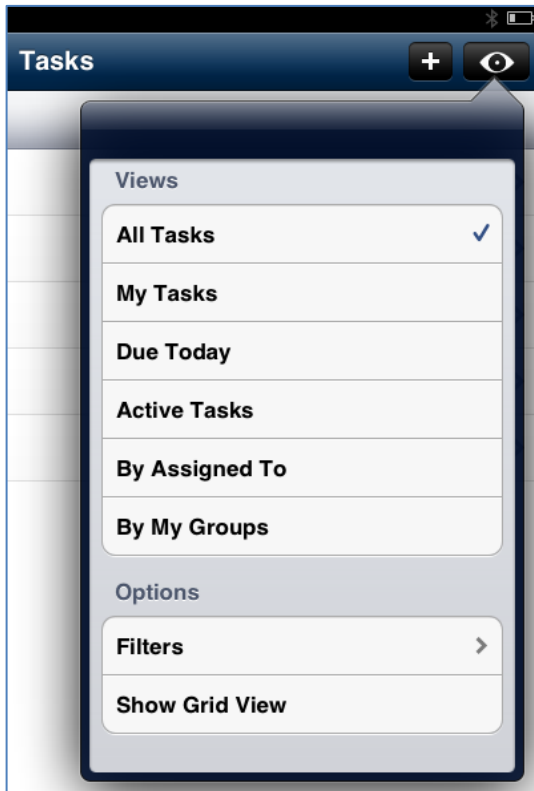 Tasks
Views
All Tasks
My Tasks
Due Today
Active Tasks
By Assigned To
By My Groups
Options
Filters
Show Grid View